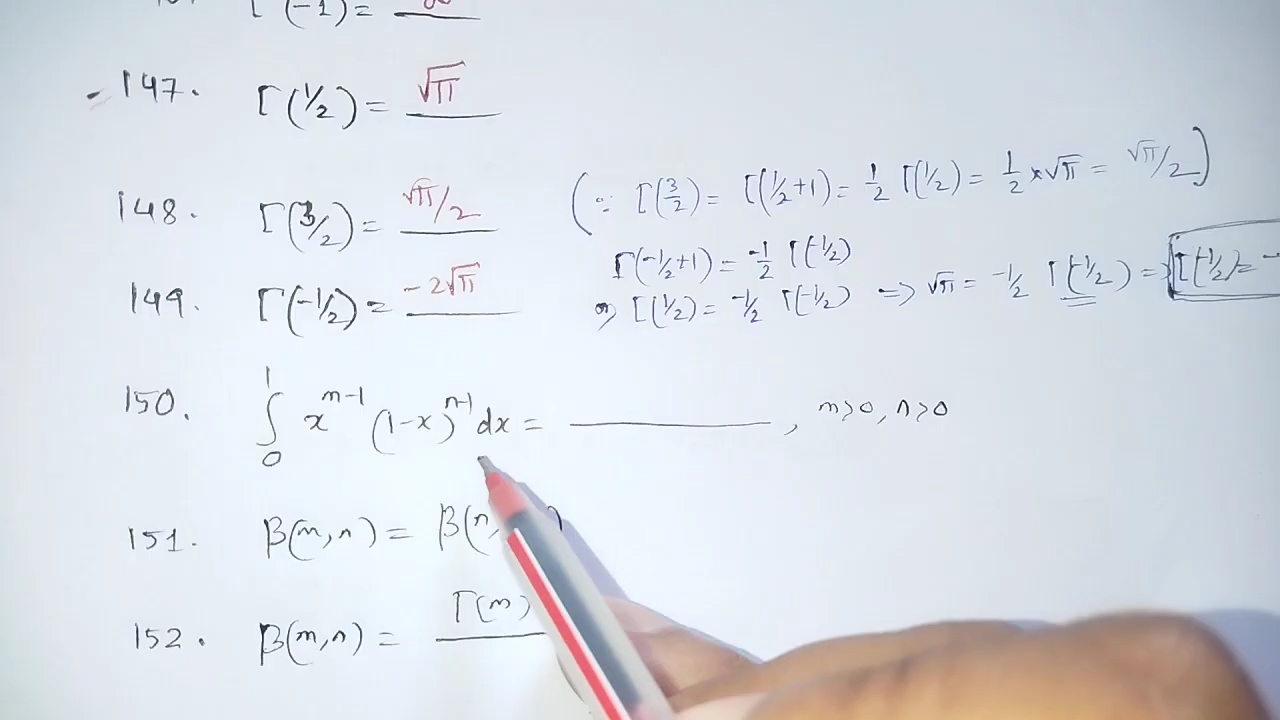 Γ(-1)=
147. Γ(1/2)= √π
148. Γ(3/2)= √π/2 (∵ Γ(3/2)= Γ(1/2+1)= 1/2 Γ(1/2)= 1/2×√π= √π/2)
Γ(-1/2+1)= -1/2 Γ(-1/2)
149. Γ(-1/2)= -2√π
Γ(1/2)= -1/2 Γ(-1/2) => √π= -1/2 Γ(-1/2)= Γ(-1/2)= -
150. ∫₀¹ x^(m-1) (1-x)^(n-1) dx = ________ , m>0, n>0
151. β(m,n)= β(n,
152. β(m,n)= Γ(m)